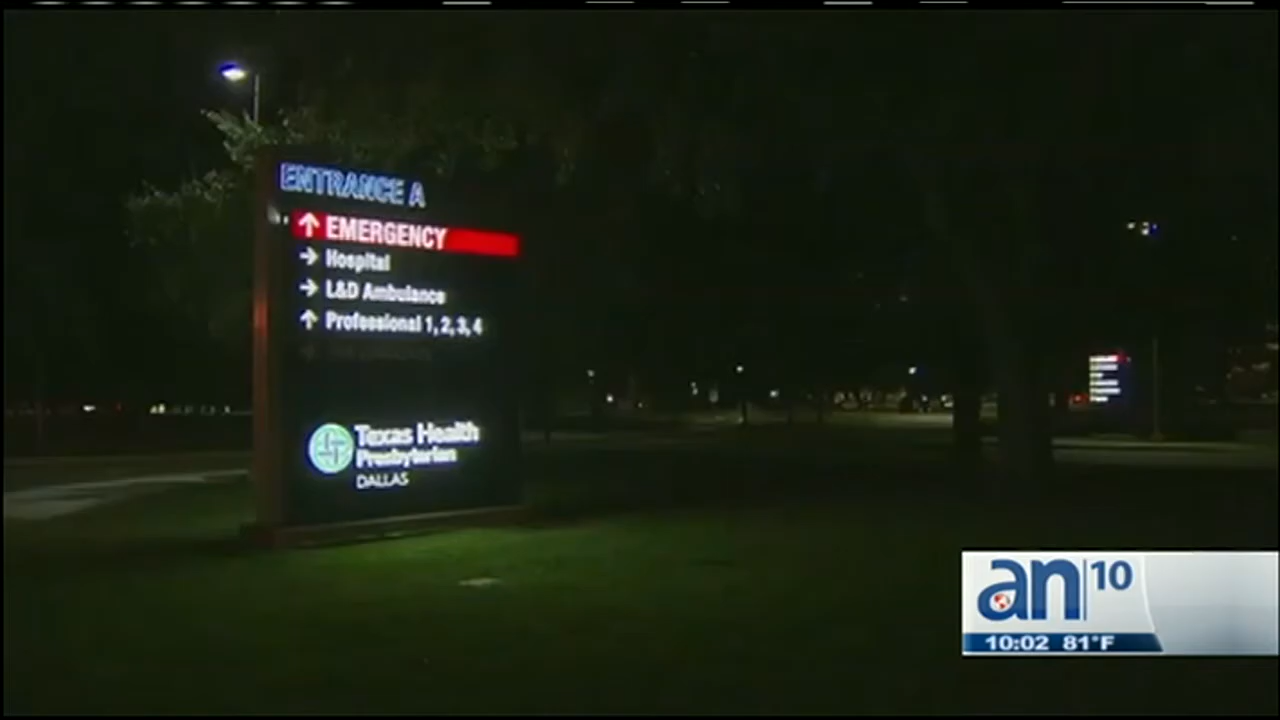 ENTRANCE A
↑ EMERGENCY
→ Hospital
→ L&D Ambulance
↑ Professional 1, 2, 3, 4
Texas Health
Presbyterian
DALLAS
an 10
10:02 81°F